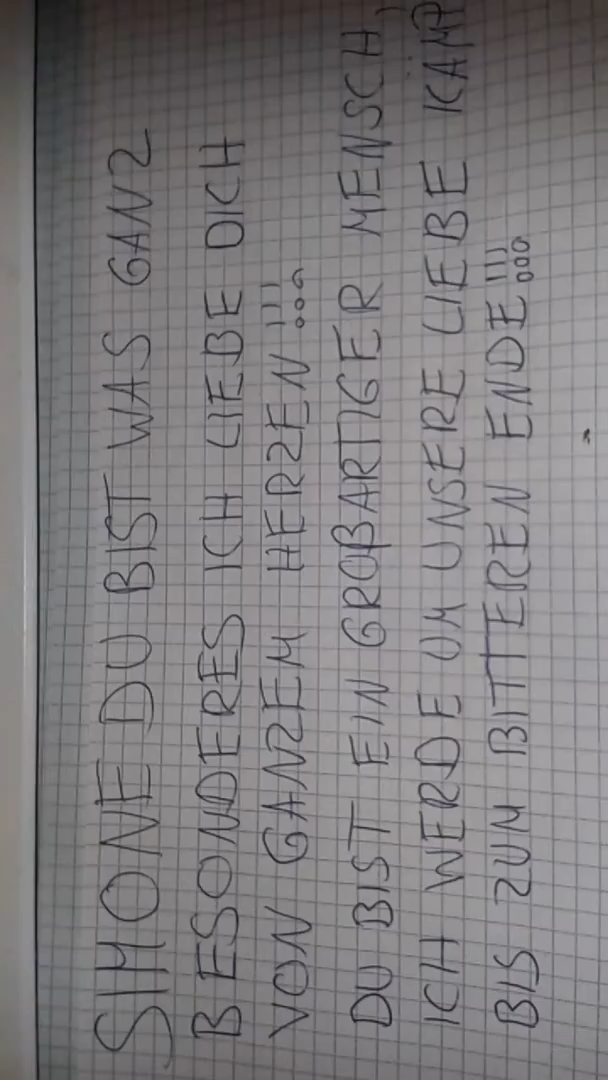 SIMONE DU BIST WAS GANZ
BESONDERES ICH LIEBE DICH
VON GANZEM HERZEN!!!
DU BIST EIN GROßARTIGER MENSCH,
ICH WERDE UM UNSERE LIEBE KÄMP
BIS ZUM BITTEREN ENDE!!!